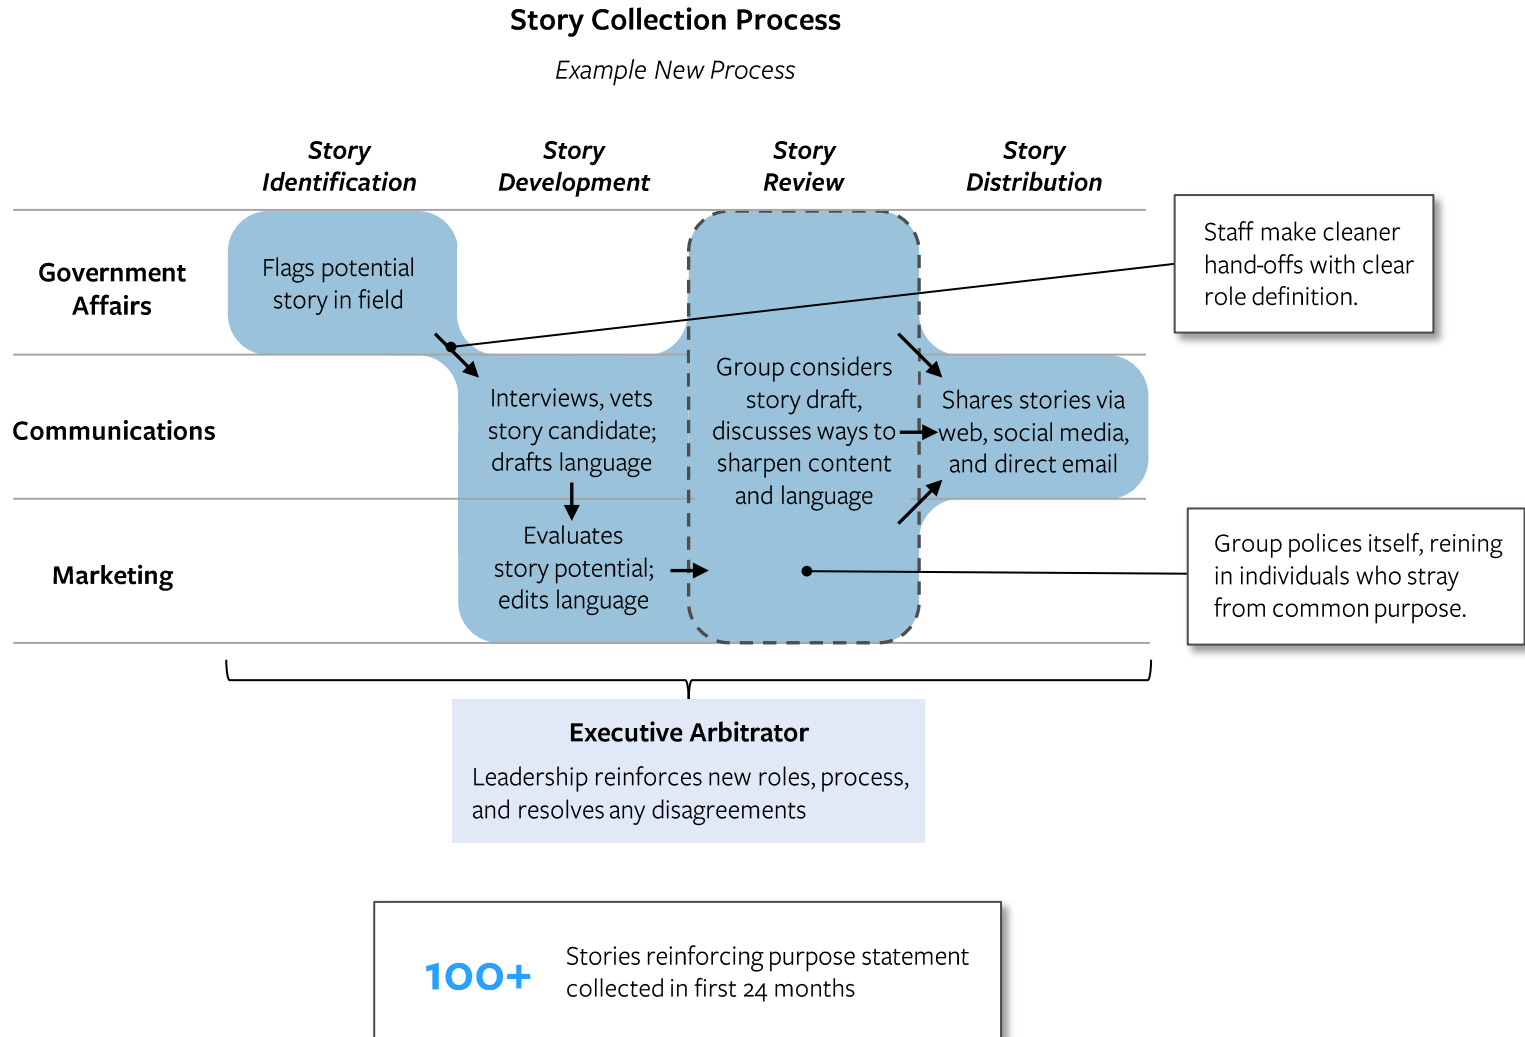 Story Collection Process
Example New Process
Story
Identification
Story
Development
Story
Review
Story
Distribution
Government
Affairs
Flags potential
story in field
Staff make cleaner
hand-offs with clear
role definition.
Communications
Interviews, vets
story candidate;
drafts language
Group considers
story draft,
discusses ways to
sharpen content
and language
Shares stories via
web, social media,
and direct email
Marketing
Evaluates
story potential;
edits language
Group polices itself, reining
in individuals who stray
from common purpose.
Executive Arbitrator
Leadership reinforces new roles, process,
and resolves any disagreements
100+
Stories reinforcing purpose statement
collected in first 24 months